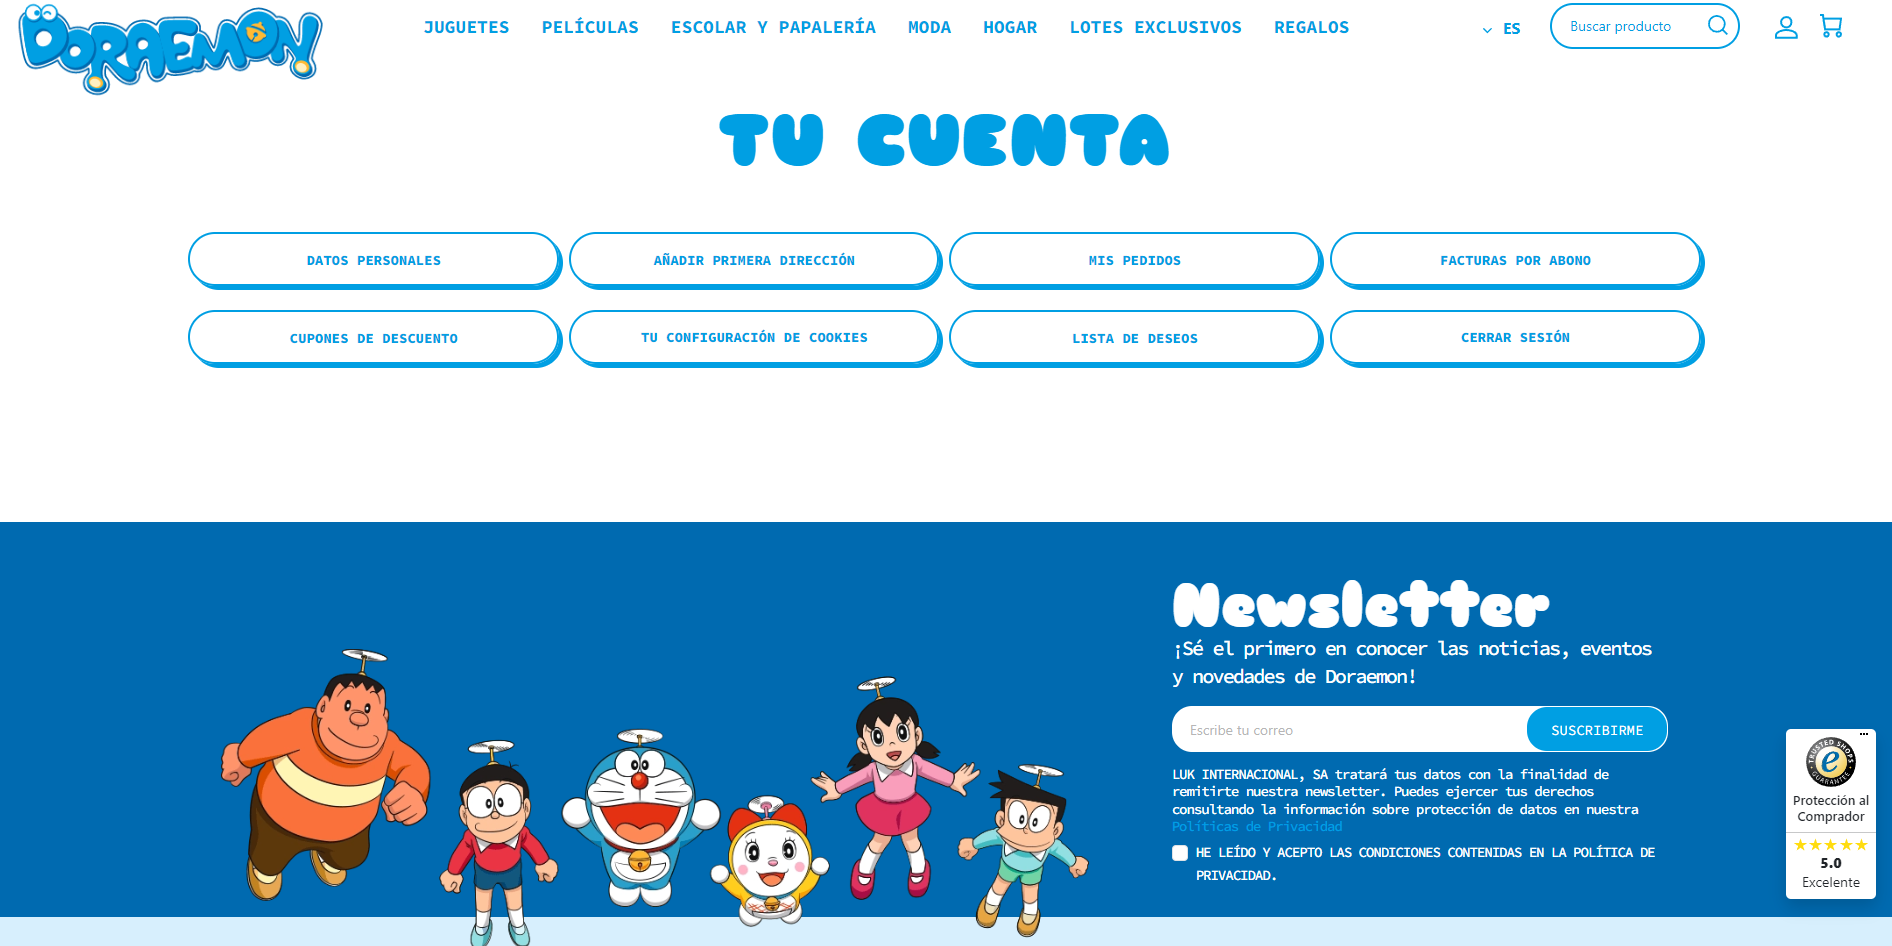 DORAEMON
JUGUETES PELÍCULAS ESCOLAR Y PAPALERÍA MODA HOGAR LOTES EXCLUSIVOS REGALOS
ES
Buscar producto
TU CUENTA
DATOS PERSONALES
AÑADIR PRIMERA DIRECCIÓN
MIS PEDIDOS
FACTURAS POR ABONO
CUPONES DE DESCUENTO
TU CONFIGURACIÓN DE COOKIES
LISTA DE DESEOS
CERRAR SESIÓN
Newsletter
¡Sé el primero en conocer las noticias, eventos
y novedades de Doraemon!
Escribe tu correo
SUSCRIBIRME
LUK INTERNACIONAL, SA tratará tus datos con la finalidad de
remitirte nuestra newsletter. Puedes ejercer tus derechos
consultando la información sobre protección de datos en nuestra
Políticas de Privacidad
HE LEÍDO Y ACEPTO LAS CONDICIONES CONTENIDAS EN LA POLÍTICA DE
PRIVACIDAD.
TRUSTED SHOPS
e
GUARANTEE
Protección al
Comprador
5.0
Excelente